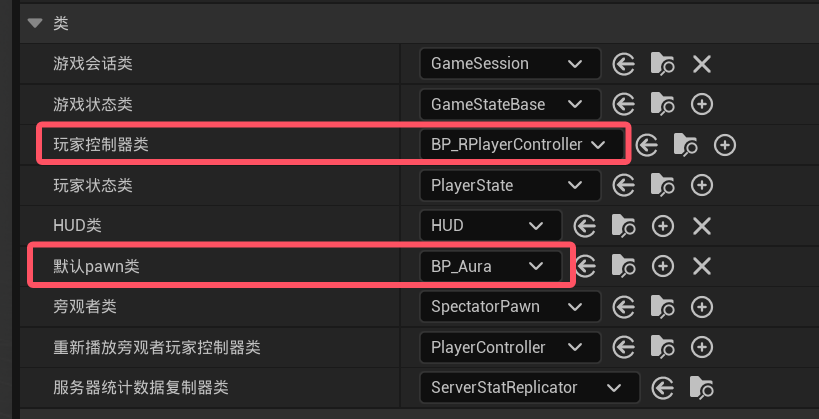 类
游戏会话类 GameSession
游戏状态类 GameStateBase
玩家控制器类 BP_RPlayerController
玩家状态类 PlayerState
HUD类 HUD
默认pawn类 BP_Aura
旁观者类 SpectatorPawn
重新播放旁观者玩家控制器类 PlayerController
服务器统计数据复制器类 ServerStatReplicator